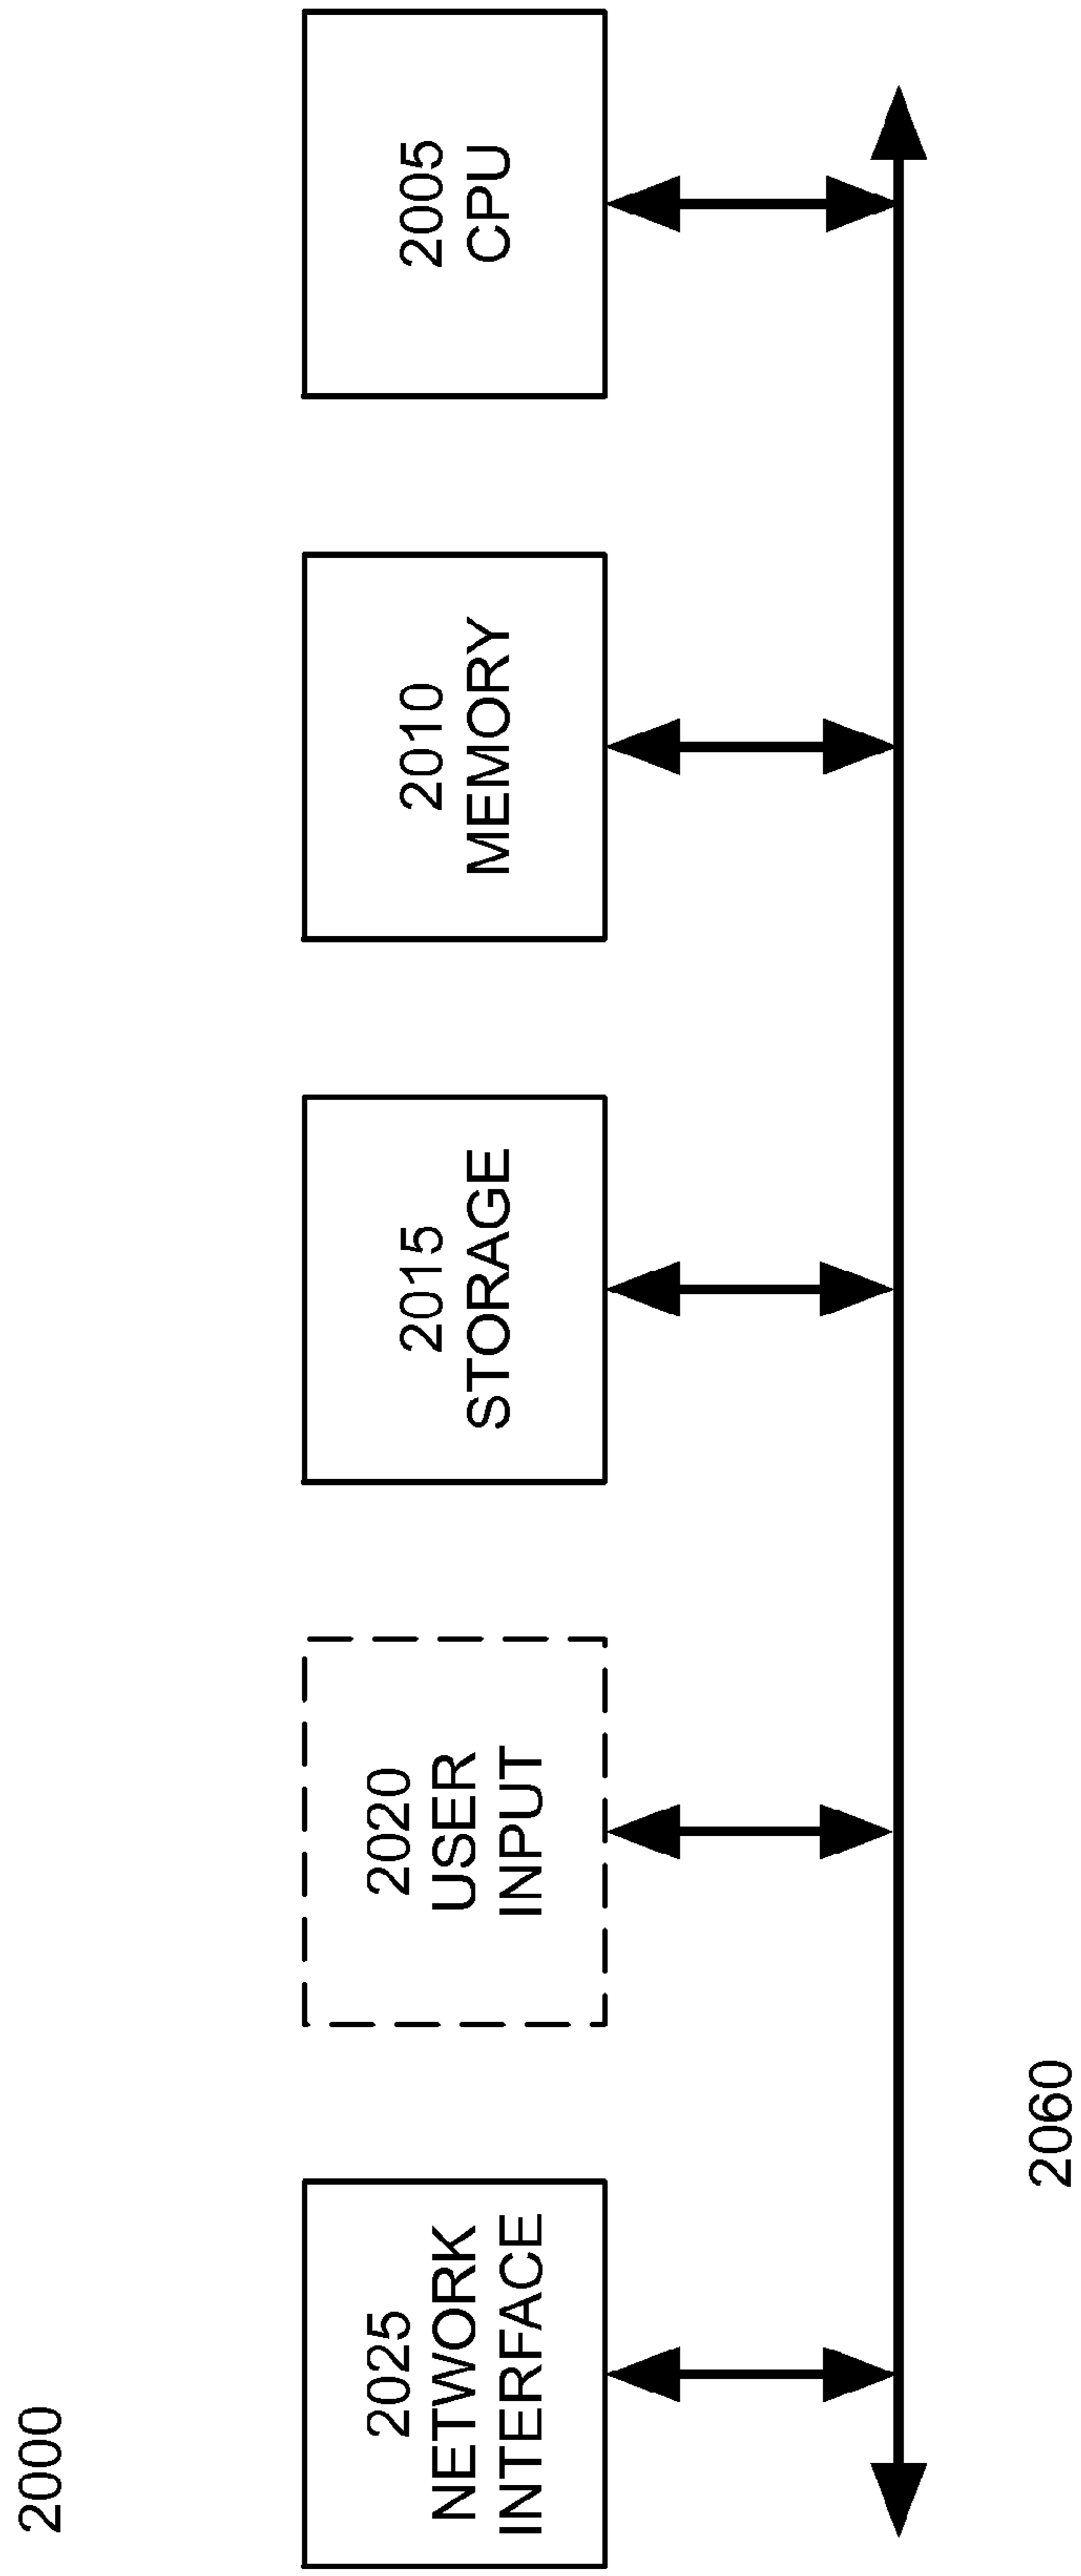 2000
2025
NETWORK
INTERFACE
2020
USER
INPUT
2015
STORAGE
2010
MEMORY
2005
CPU
2060